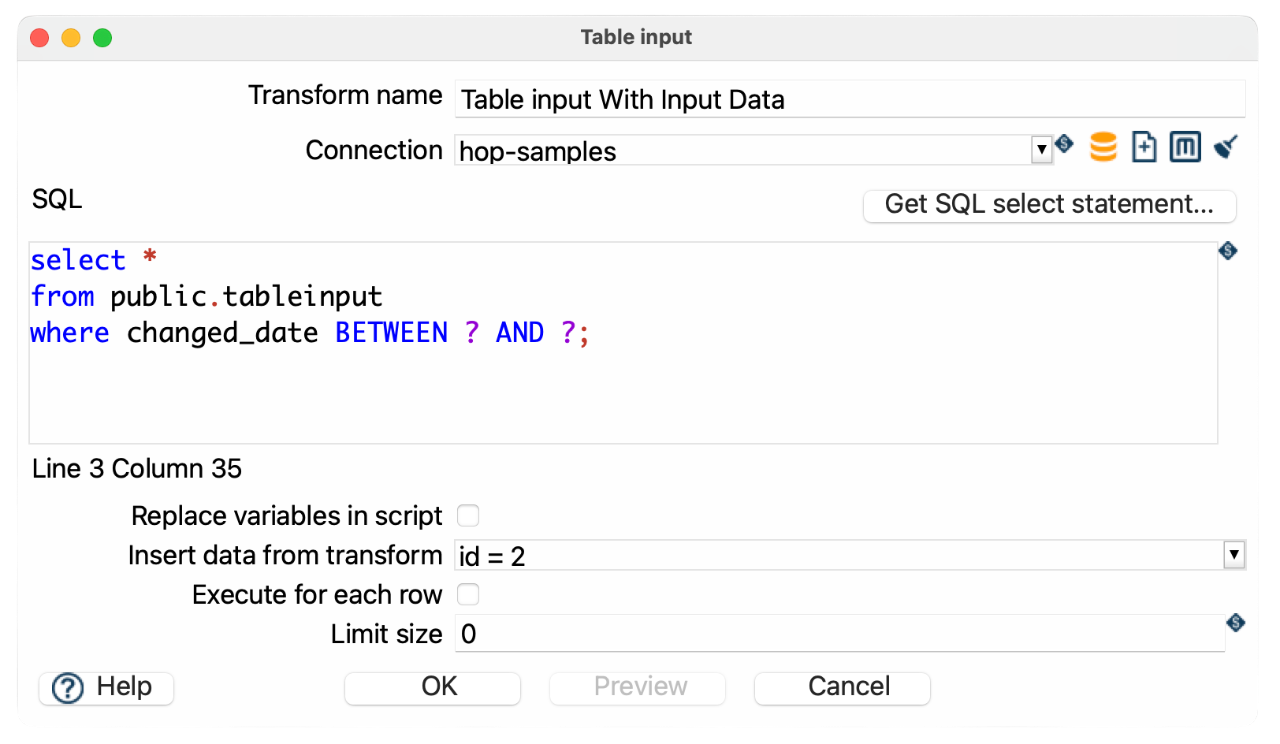 Table input
Transform name Table input With Input Data
Connection hop-samples
SQL Get SQL select statement...
select *
from public.tableinput
where changed_date BETWEEN ? AND ?;
Line 3 Column 35
Replace variables in script
Insert data from transform id = 2
Execute for each row
Limit size 0
Help OK Preview Cancel